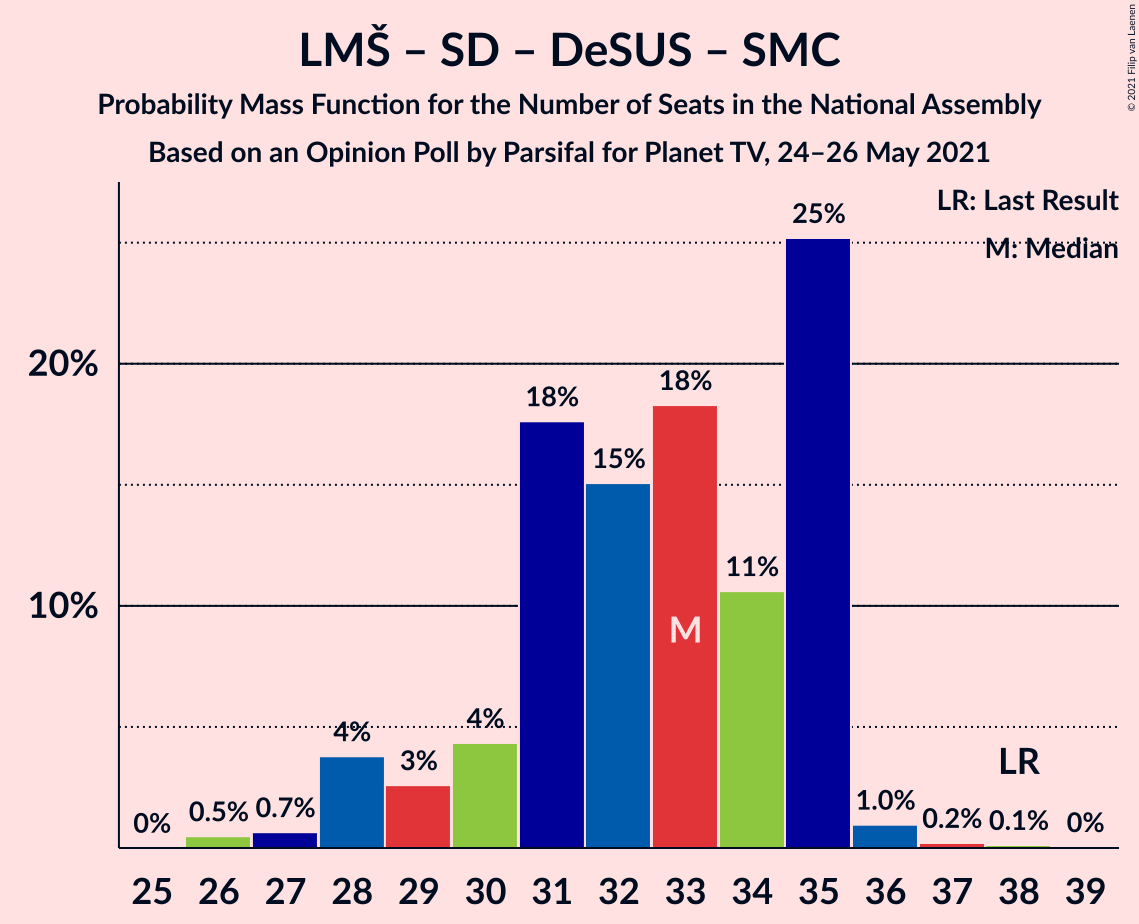 LMŠ – SD – DeSUS – SMC
Probability Mass Function for the Number of Seats in the National Assembly
Based on an Opinion Poll by Parsifal for Planet TV, 24–26 May 2021
© 2021 Filip van Laenen
LR: Last Result
M: Median
25%
20%
18%
18%
15%
11%
10%
M
4%
4%
3%
LR
1.0%
0.7%
0.5%
0.2%
0.1%
0%
0%
25 26 27 28 29 30 31 32 33 34 35 36 37 38 39